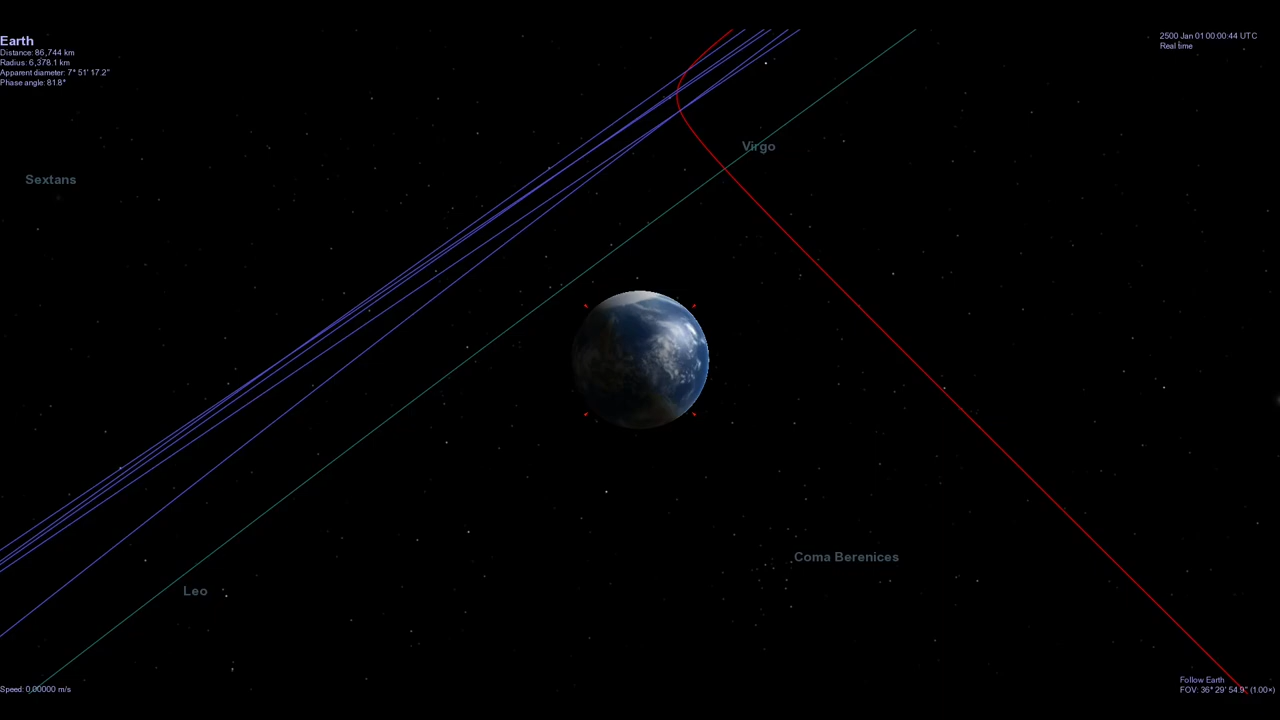 Earth
Distance: 86,744 km
Radius: 6,378.1 km
Apparent diameter: 7° 51' 17.2"
Phase angle: 81.8°
2500 Jan 01 00:00:44 UTC
Real time
Virgo
Sextans
Coma Berenices
Leo
Speed: 0.00000 m/s
Follow Earth
FOV: 36° 29' 54.9" (1.00×)